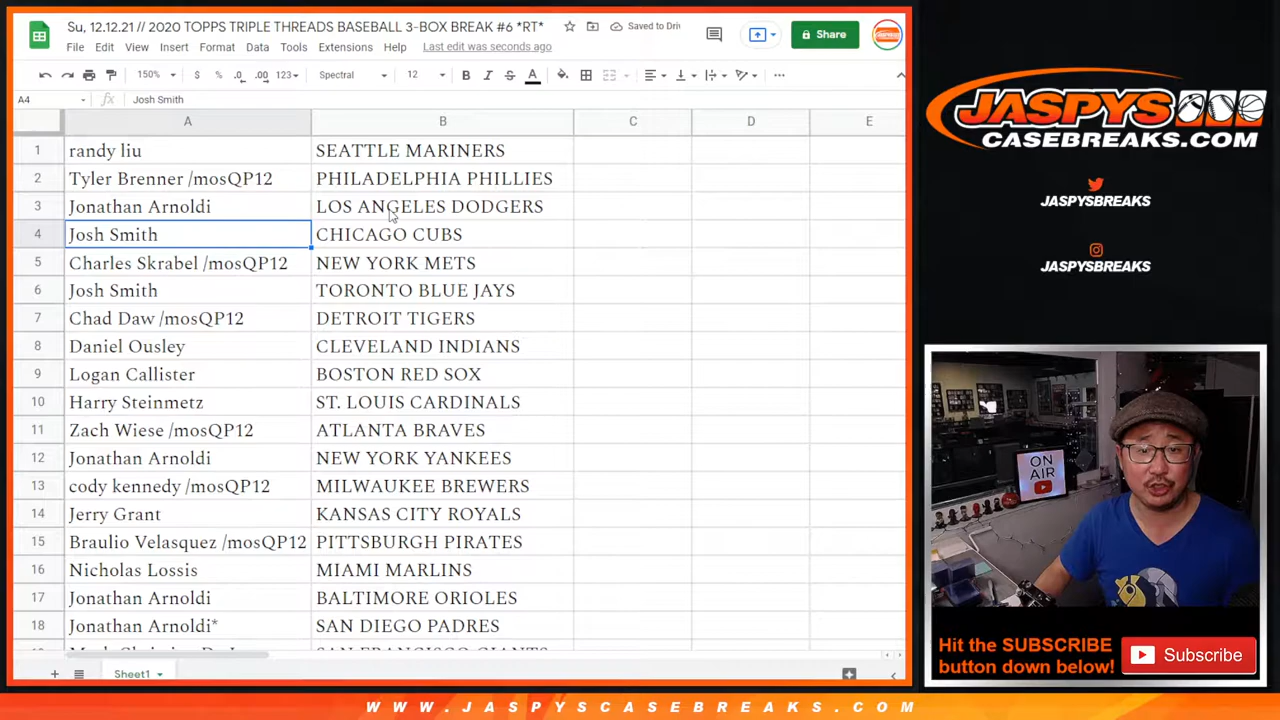 Su, 12.12.21 // 2020 TOPPS TRIPLE THREADS BASEBALL 3-BOX BREAK #6 *RT*
Saved to Dri
File Edit View Insert Format Data Tools Extensions Help Last edit was seconds ago
Share
150% $ % .0 .00 123 Spectral 12 B I S A
A4 fx Josh Smith
A B C D E
1 randy liu SEATTLE MARINERS
2 Tyler Brenner /mosQP12 PHILADELPHIA PHILLIES
3 Jonathan Arnoldi LOS ANGELES DODGERS
4 Josh Smith CHICAGO CUBS
5 Charles Skrabel /mosQP12 NEW YORK METS
6 Josh Smith TORONTO BLUE JAYS
7 Chad Daw /mosQP12 DETROIT TIGERS
8 Daniel Ousley CLEVELAND INDIANS
9 Logan Callister BOSTON RED SOX
10 Harry Steinmetz ST. LOUIS CARDINALS
11 Zach Wiese /mosQP12 ATLANTA BRAVES
12 Jonathan Arnoldi NEW YORK YANKEES
13 cody kennedy /mosQP12 MILWAUKEE BREWERS
14 Jerry Grant KANSAS CITY ROYALS
15 Braulio Velasquez /mosQP12 PITTSBURGH PIRATES
16 Nicholas Lossis MIAMI MARLINS
17 Jonathan Arnoldi BALTIMORE ORIOLES
18 Jonathan Arnoldi* SAN DIEGO PADRES
SAN FRANCISCO GIANTS
Sheet1
JASPYS
CASEBREAKS.COM
JASPYSBREAKS
JASPYSBREAKS
ON
AIR
Hit the SUBSCRIBE
button down below!
Subscribe
WWW.JASPYSCASEBREAKS.COM